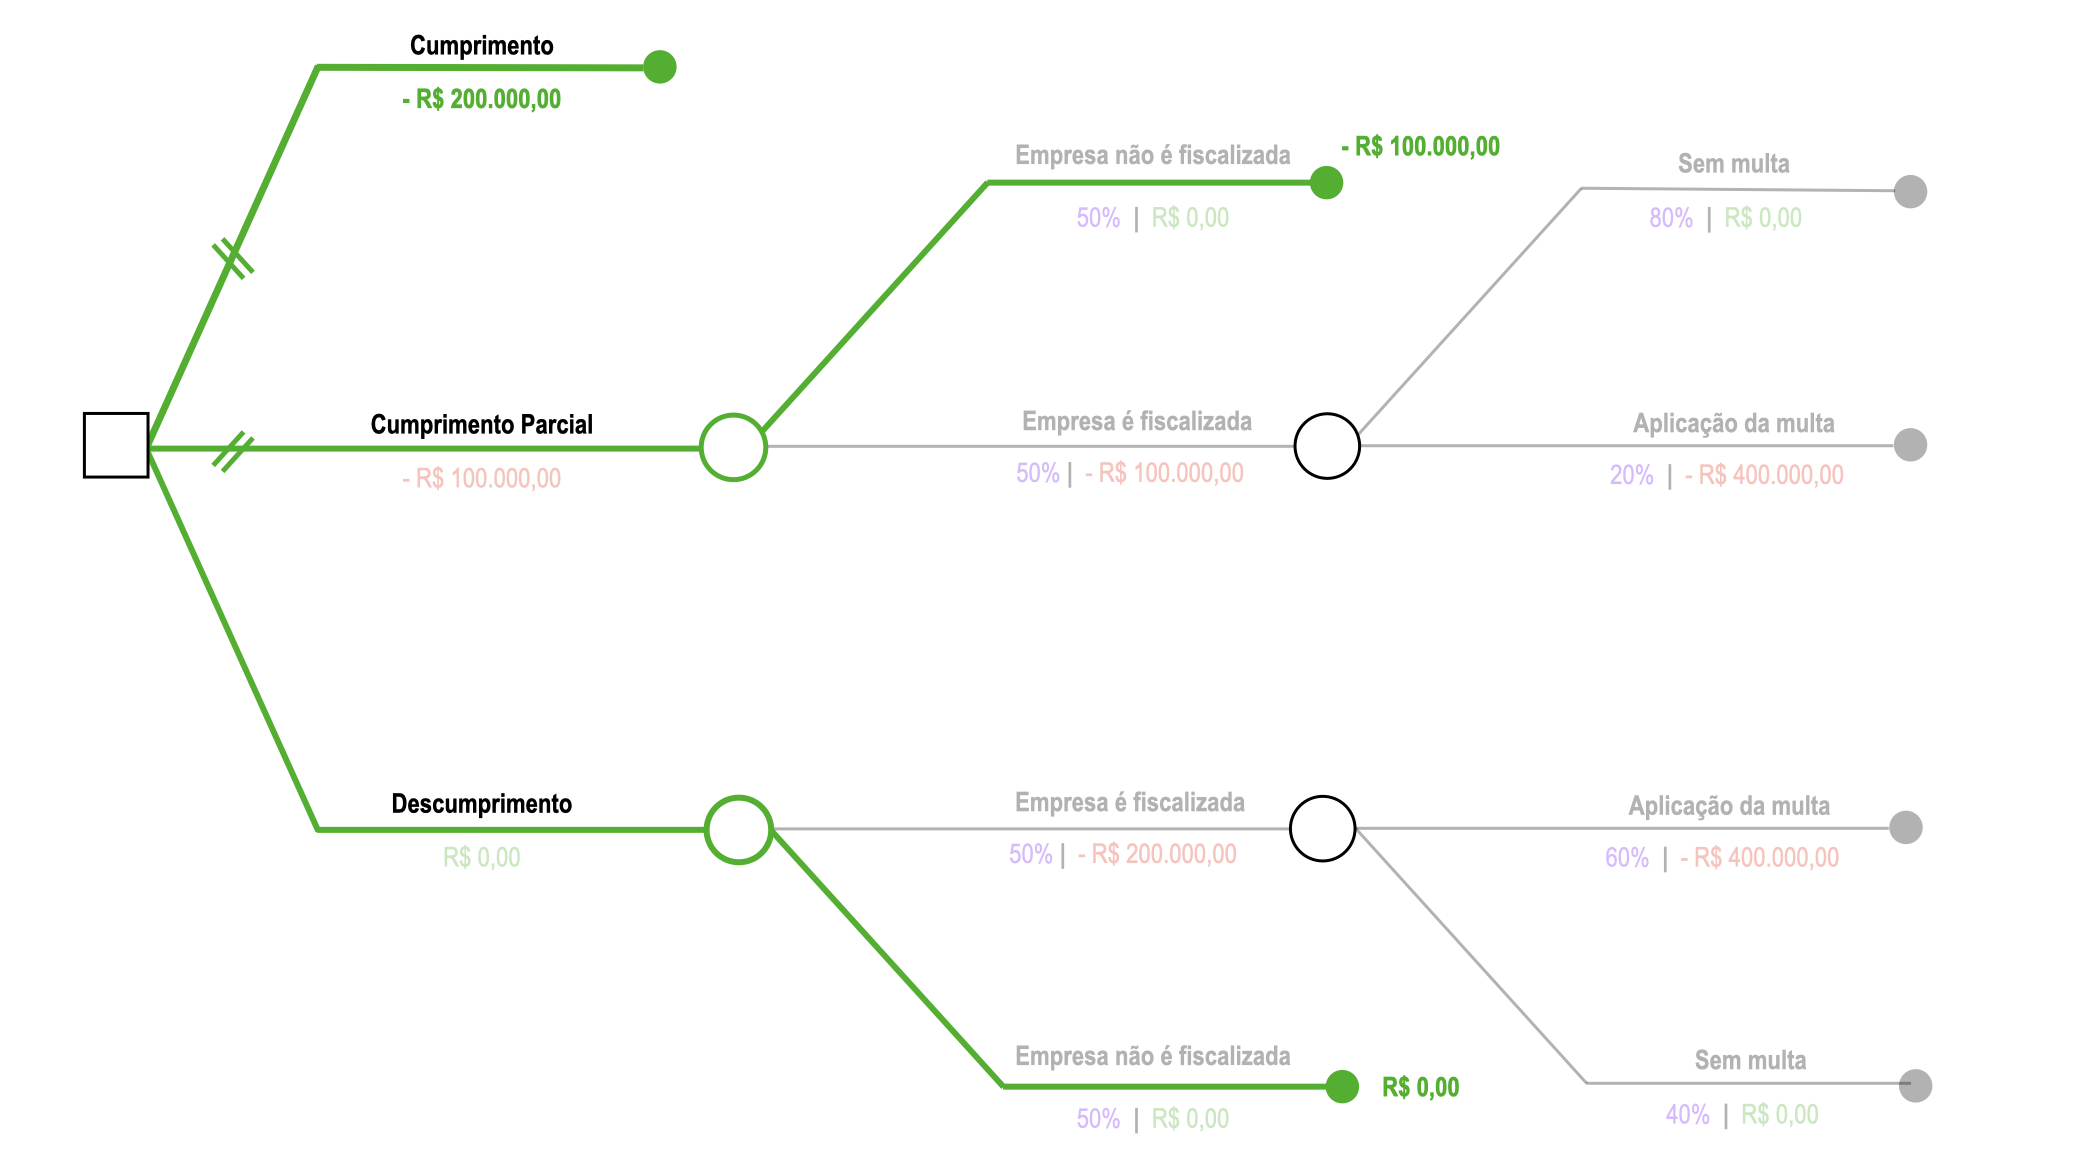 Cumprimento
- R$ 200.000,00
Empresa não é fiscalizada
- R$ 100.000,00
50% | R$ 0,00
Sem multa
80% | R$ 0,00
Cumprimento Parcial
- R$ 100.000,00
Empresa é fiscalizada
50% | - R$ 100.000,00
Aplicação da multa
20% | - R$ 400.000,00
Descumprimento
R$ 0,00
Empresa é fiscalizada
50% | - R$ 200.000,00
Aplicação da multa
60% | - R$ 400.000,00
Empresa não é fiscalizada
R$ 0,00
50% | R$ 0,00
Sem multa
40% | R$ 0,00